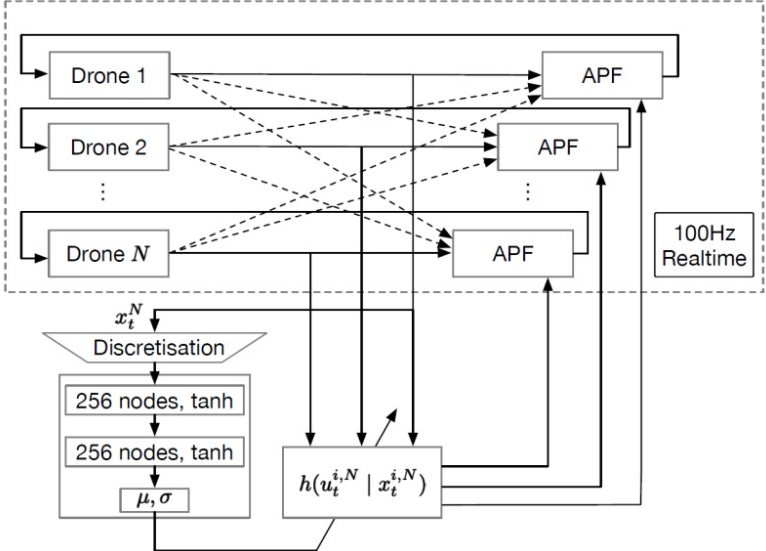 Drone 1
APF
Drone 2
APF
⋮
⋮
Drone N
APF
100Hz
Realtime
x_t^N
Discretisation
256 nodes, tanh
256 nodes, tanh
μ, σ
h(u_t^{i,N} | x_t^{i,N})